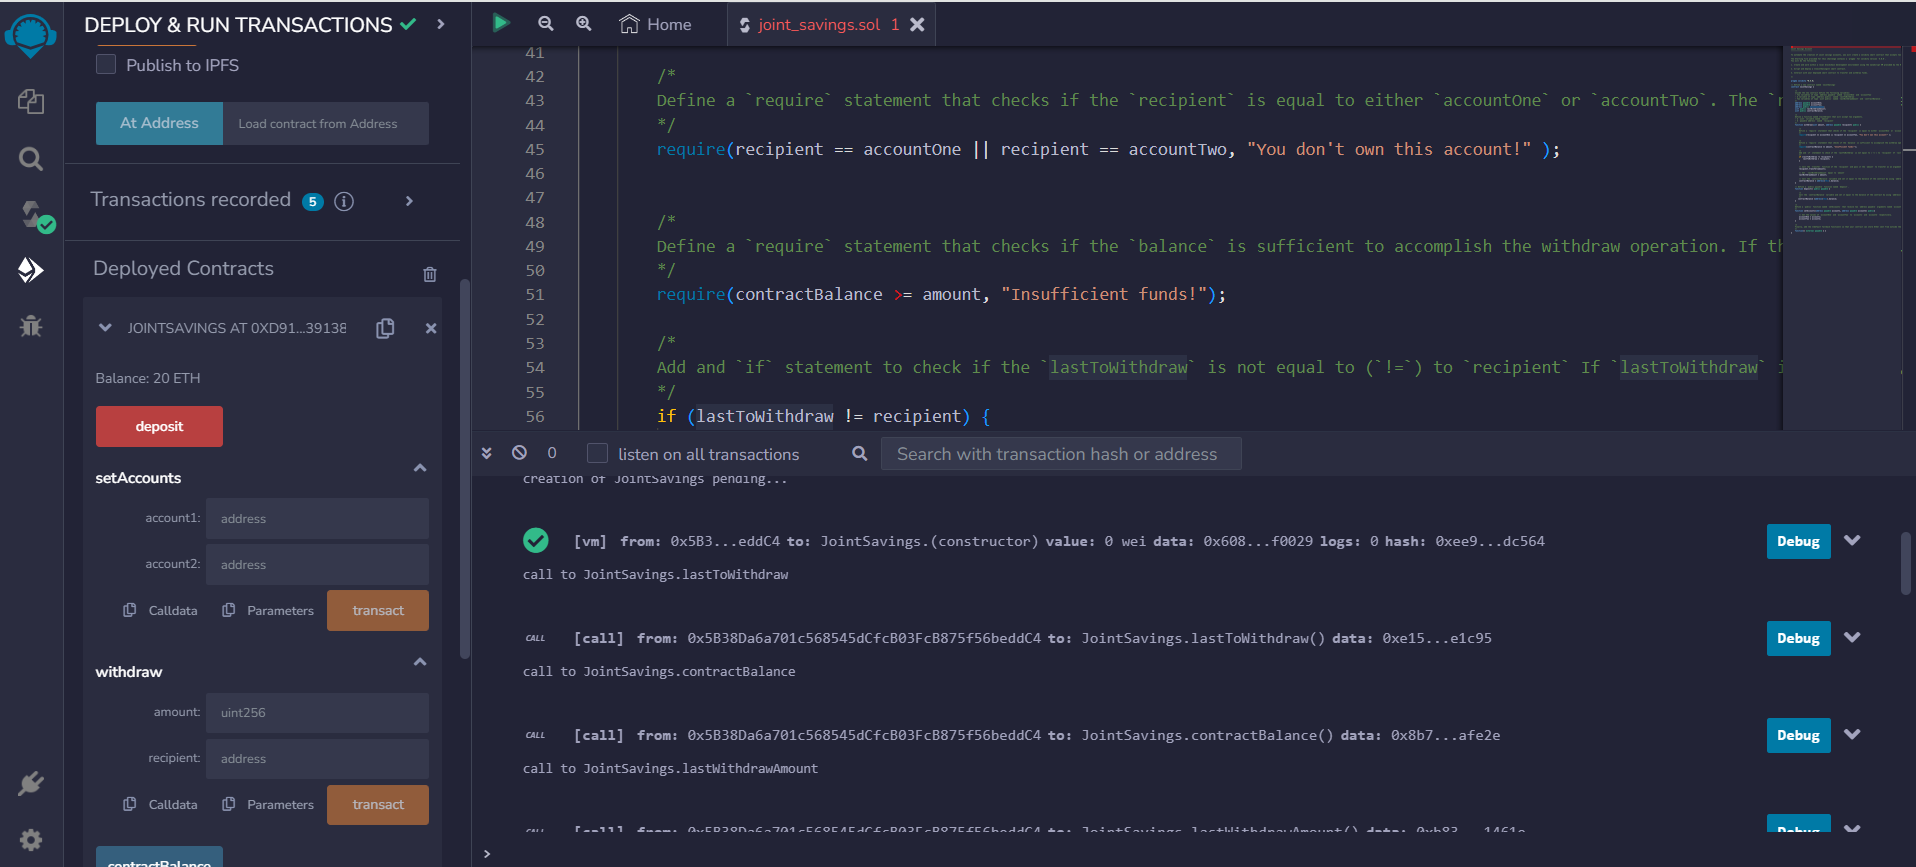 DEPLOY & RUN TRANSACTIONS
Publish to IPFS
At Address
Load contract from Address
Transactions recorded 5 i
Deployed Contracts
JOINTSAVINGS AT 0XD91...39138
Balance: 20 ETH
deposit
setAccounts
account1: address
account2: address
Calldata Parameters transact
withdraw
amount: uint256
recipient: address
Calldata Parameters transact
contractBalance
Home
joint_savings.sol 1
41
42 /*
43 Define a `require` statement that checks if the `recipient` is equal to either `accountOne` or `accountTwo`. The `
44 */
45 require(recipient == accountOne || recipient == accountTwo, "You don't own this account!" );
46
47
48 /*
49 Define a `require` statement that checks if the `balance` is sufficient to accomplish the withdraw operation. If th
50 */
51 require(contractBalance >= amount, "Insufficient funds!");
52
53 /*
54 Add and `if` statement to check if the `lastToWithdraw` is not equal to (`!=`) to `recipient` If `lastToWithdraw` i
55 */
56 if (lastToWithdraw != recipient) {
0 listen on all transactions Search with transaction hash or address
creation of JointSavings pending...
[vm] from: 0x5B3...eddC4 to: JointSavings.(constructor) value: 0 wei data: 0x608...f0029 logs: 0 hash: 0xee9...dc564
Debug
call to JointSavings.lastToWithdraw
CALL [call] from: 0x5B38Da6a701c568545dCfcB03FcB875f56beddC4 to: JointSavings.lastToWithdraw() data: 0xe15...e1c95
Debug
call to JointSavings.contractBalance
CALL [call] from: 0x5B38Da6a701c568545dCfcB03FcB875f56beddC4 to: JointSavings.contractBalance() data: 0x8b7...afe2e
Debug
call to JointSavings.lastWithdrawAmount
CALL [call] from: 0x5B38Da6a701c568545dCfcB03FcB875f56beddC4 to: JointSavings.lastWithdrawAmount() data: 0xb83...1461e
Debug
>